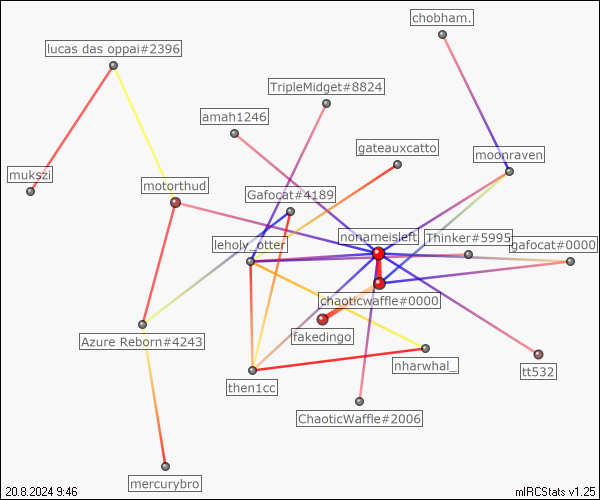 chobham.
lucas das oppai#2396
TripleMidget#8824
amah1246
gateauxcatto
moonraven
mukszi
motorthud
Gafocat#4189
nonameisleft
Thinker#5995
gafocat#0000
leholy_otter
chaoticwaffle#0000
fakedingo
Azure Reborn#4243
nharwhal_
tt532
then1cc
ChaoticWaffle#2006
mercurybro
20.8.2024 9:46
mIRCStats v1.25